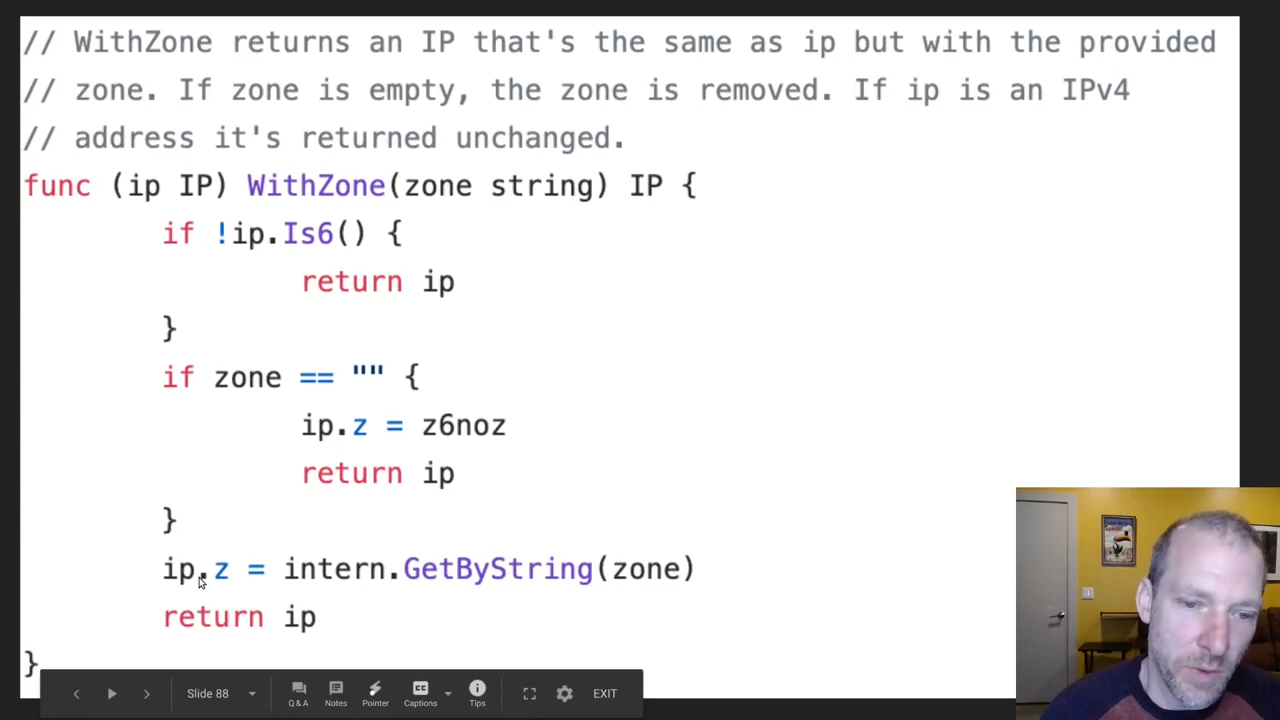 // WithZone returns an IP that's the same as ip but with the provided
// zone. If zone is empty, the zone is removed. If ip is an IPv4
// address it's returned unchanged.
func (ip IP) WithZone(zone string) IP {
if !ip.Is6() {
return ip
}
if zone == "" {
ip.z = z6noz
return ip
}
ip.z = intern.GetByString(zone)
return ip
}
Slide 88
Q & A
Notes
Pointer
CC
Captions
Tips
EXIT